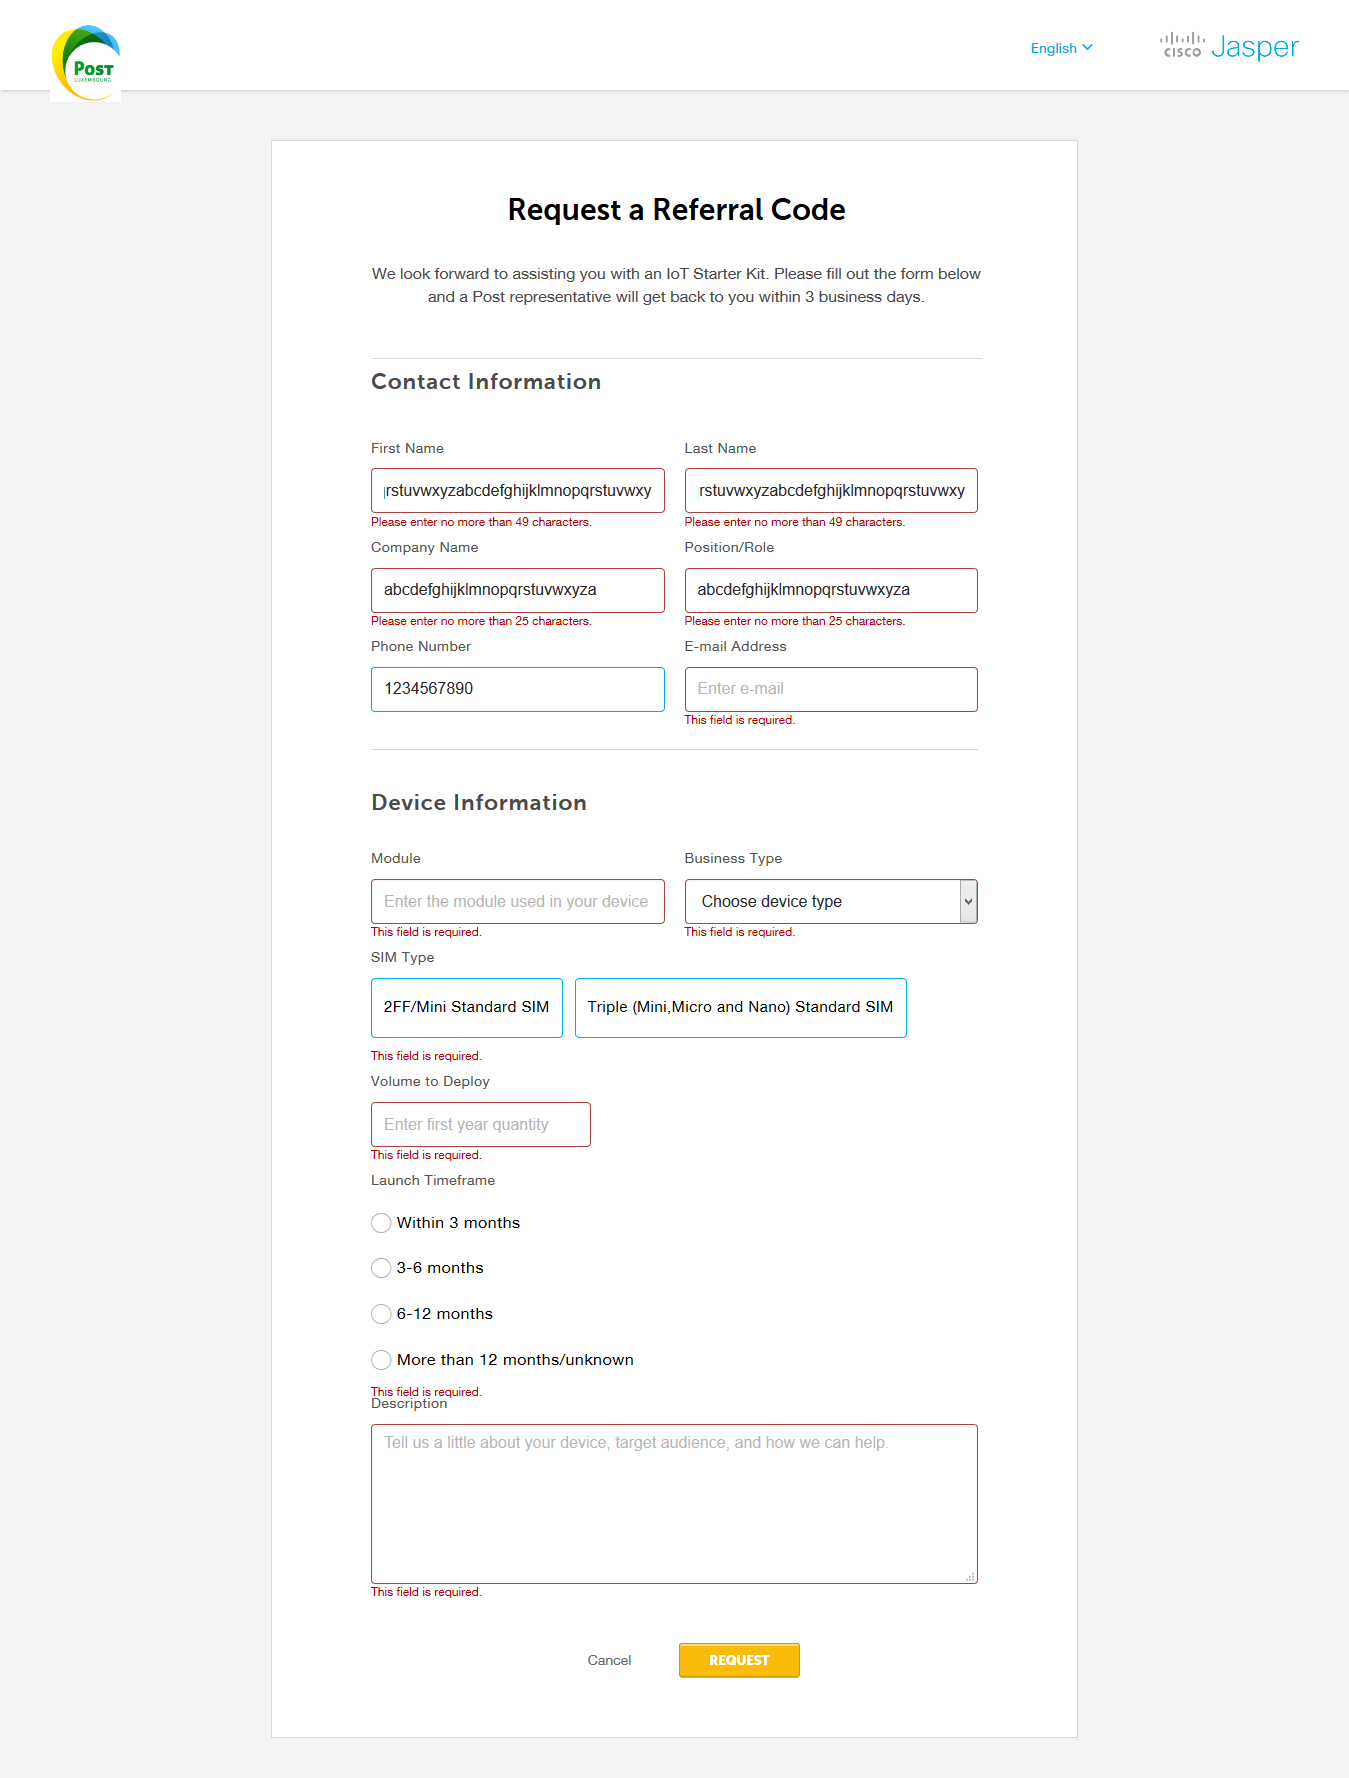 POST
LUXEMBOURG
English
CISCO Jasper
Request a Referral Code
We look forward to assisting you with an IoT Starter Kit. Please fill out the form below
and a Post representative will get back to you within 3 business days.
Contact Information
First Name Last Name
rstuvwxyzabcdefghijklmnopqrstuvwxy rstuvwxyzabcdefghijklmnopqrstuvwxy
Please enter no more than 49 characters. Please enter no more than 49 characters.
Company Name Position/Role
abcdefghijklmnopqrstuvwxyza abcdefghijklmnopqrstuvwxyza
Please enter no more than 25 characters. Please enter no more than 25 characters.
Phone Number E-mail Address
1234567890 Enter e-mail
This field is required.
Device Information
Module Business Type
Enter the module used in your device Choose device type
This field is required. This field is required.
SIM Type
2FF/Mini Standard SIM Triple (Mini,Micro and Nano) Standard SIM
This field is required.
Volume to Deploy
Enter first year quantity
This field is required.
Launch Timeframe
Within 3 months
3-6 months
6-12 months
More than 12 months/unknown
This field is required.
Description
Tell us a little about your device, target audience, and how we can help.
This field is required.
Cancel REQUEST